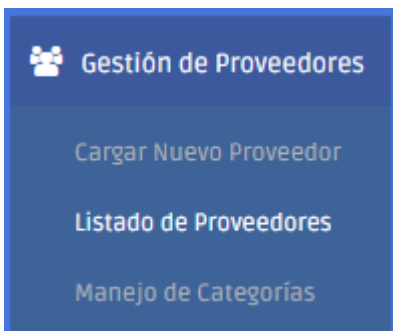 Gestión de Proveedores
Cargar Nuevo Proveedor
Listado de Proveedores
Manejo de Categorías